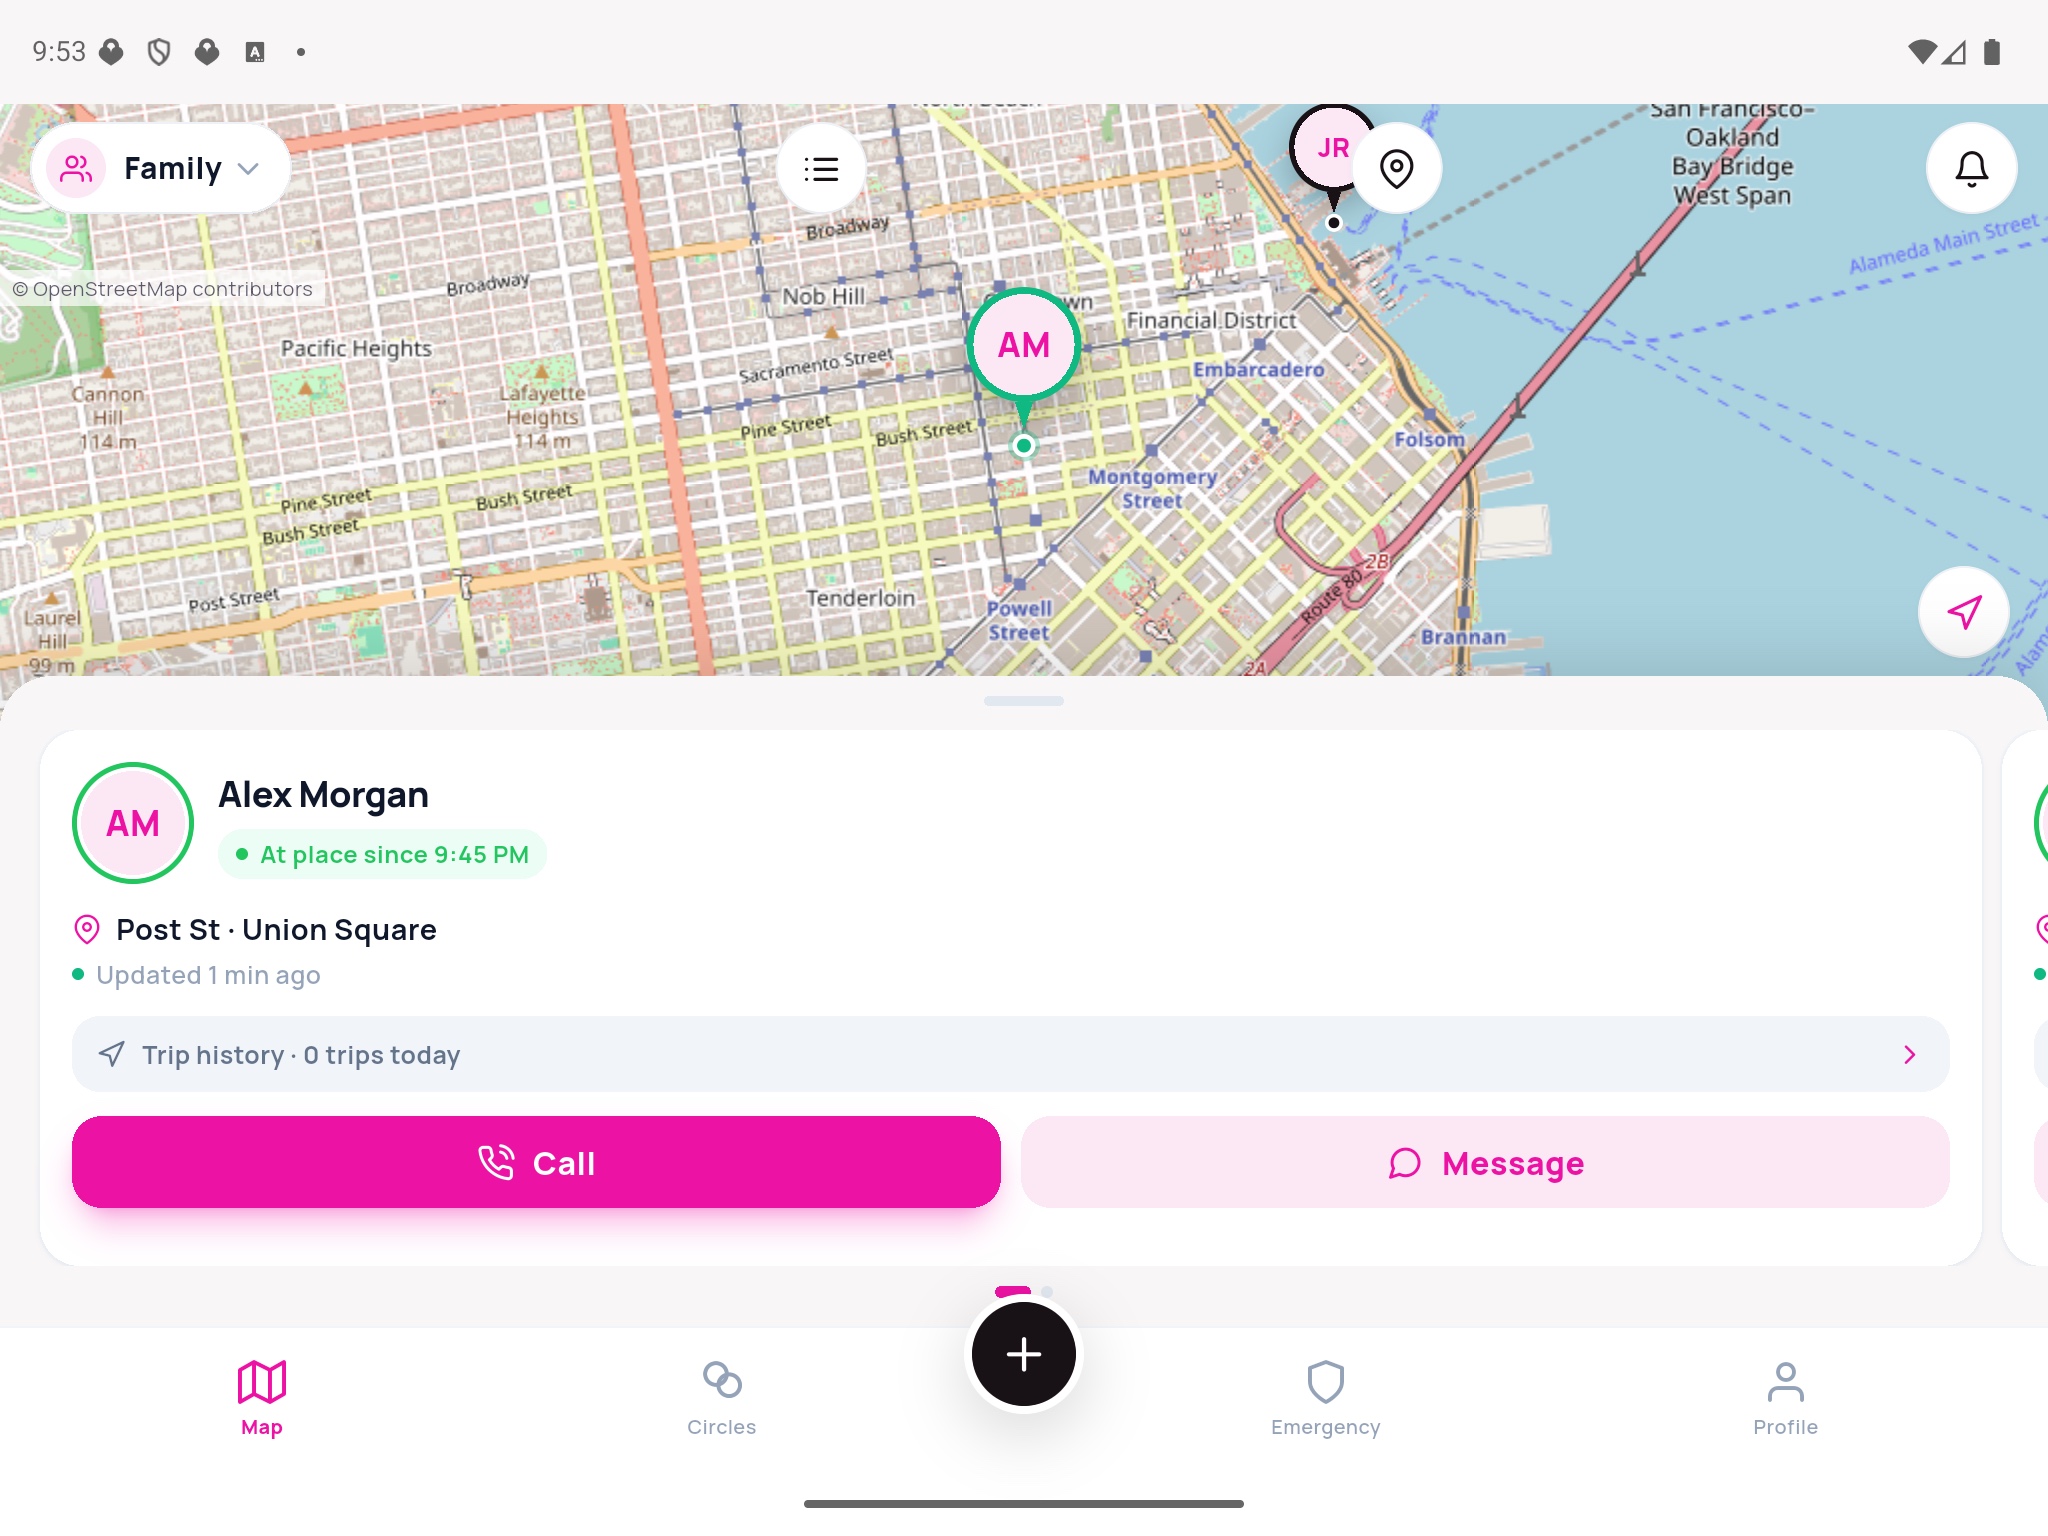 9:53
San Francisco–
Oakland
Bay Bridge
West Span
JR
Family
Broadway
Alameda Main Street
Broadway
© OpenStreetMap contributors
Nob Hill
Financial District
AM
Pacific Heights
Sacramento Street
Embarcadero
Cannon
Hill
114 m
Lafayette
Heights
114 m
Pine Street
Bush Street
Folsom
Montgomery
Street
Pine Street
Bush Street
Bush Street
2B
Post Street
Tenderloin
Route 80
Powell
Street
Brannan
Laurel
Hill
99 m
2A
AM
Alex Morgan
At place since 9:45 PM
Post St · Union Square
Updated 1 min ago
Trip history · 0 trips today
Call
Message
Map
Circles
Emergency
Profile